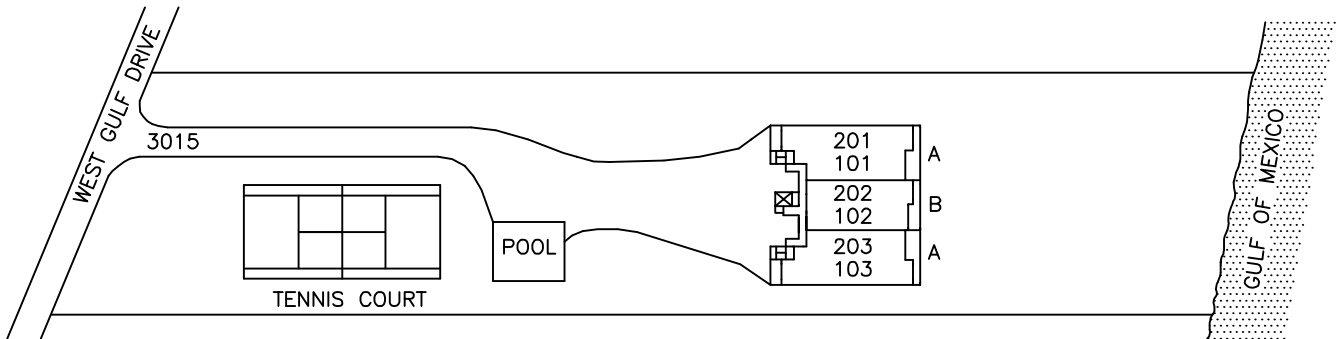 WEST GULF DRIVE
3015
TENNIS COURT
POOL
201
101
A
202
102
B
203
103
A
GULF OF MEXICO